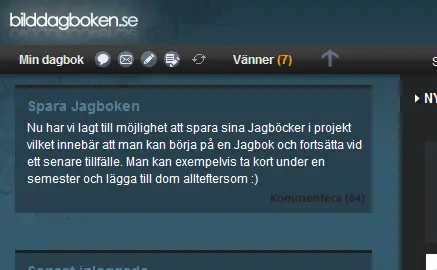 bilddagboken.se
Min dagbok
Vänner (7)
S
NY
Spara Jagboken
Nu har vi lagt till möjlighet att spara sina Jagböcker i projekt
vilket innebär att man kan börja på en Jagbok och fortsätta vid
ett senare tillfälle. Man kan exempelvis ta kort under en
semester och lägga till dom allteftersom :)
Kommentera (84)
Senast inloggade